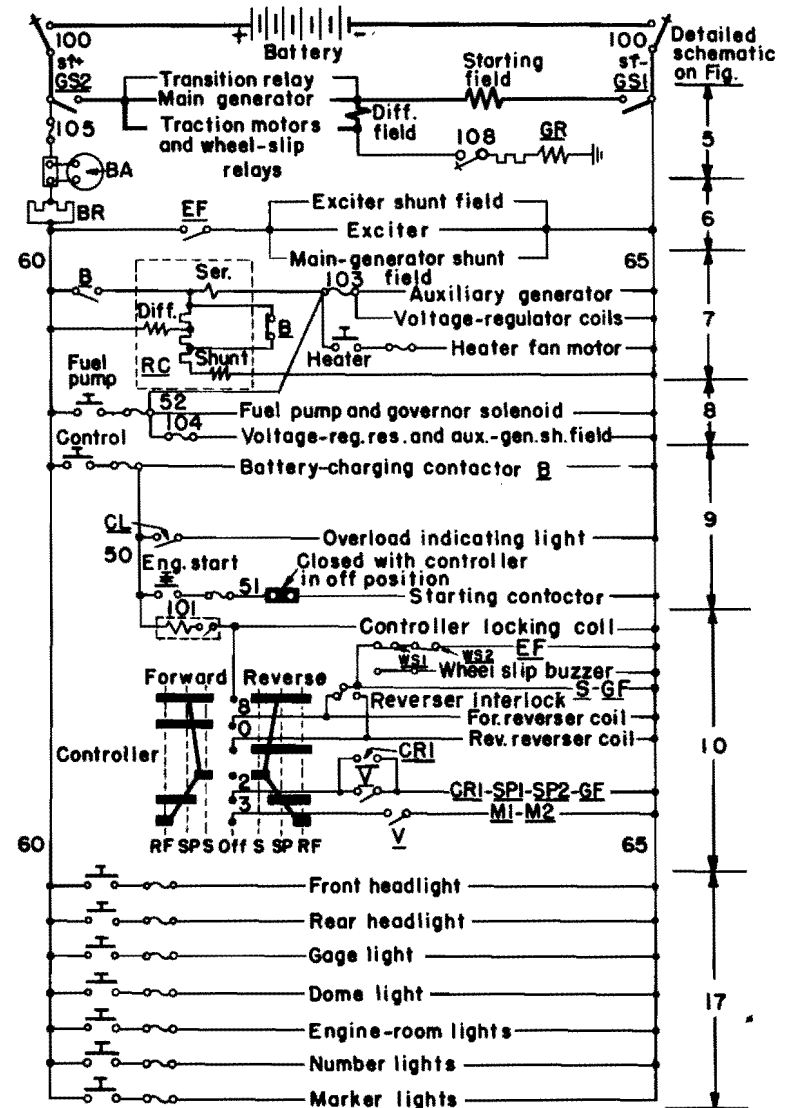 100
+
Battery
-
100
Detailed
schematic
on Fig.
st+
GS2
Starting
field
st-
GS1
Transition relay
Main generator
Traction motors
and wheel-slip
relays
Diff.
field
105
108
GR
5
BA
BR
EF
Exciter shunt field
Exciter
Main-generator shunt
field
6
60
65
B
Ser.
103
Auxiliary generator
Diff.
B
Voltage-regulator coils
7
RC
Shunt
Heater
Heater fan motor
Fuel
pump
52
Fuel pump and governor solenoid
8
104
Voltage-reg.res.and aux.-gen.sh.field
Control
Battery-charging contactor B
CL
Overload indicating light
9
50
Eng.start
51
Closed with controller
in off position
Starting contactor
101
Controller locking coil
WS1
WS2
EF
Wheel slip buzzer
Forward
Reverse
S-GF
Reverser interlock
8
For.reverser coil
0
Rev.reverser coil
Controller
10
CR1
V
2
CR1-SP1-SP2-GF
3
M1-M2
V
60
65
RF SP S Off S SP RF
Front headlight
Rear headlight
Gage light
Dome light
17
Engine-room lights
Number lights
Marker lights